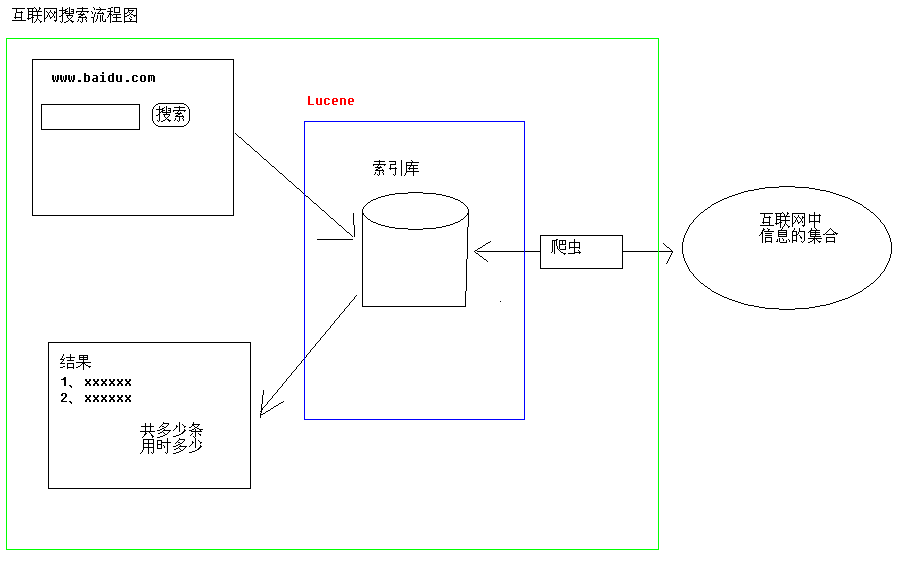 互联网搜索流程图
www.baidu.com
搜索
Lucene
索引库
爬虫
互联网中
信息的集合
结果
1、xxxxxx
2、xxxxxx
共多少条
用时多少